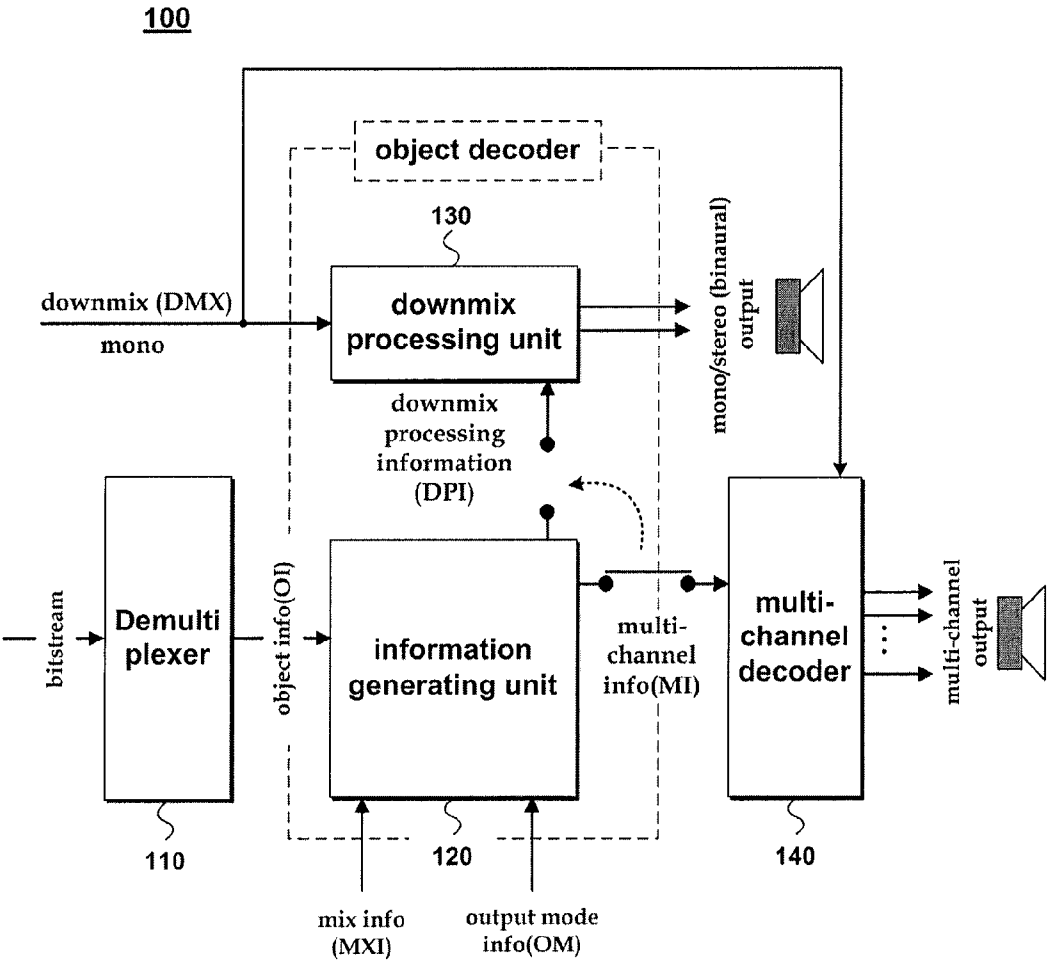 100
object decoder
130
downmix (DMX)
mono
downmix
processing unit
mono/stereo (binaural)
output
downmix
processing
information
(DPI)
bitstream
Demulti
plexer
object info(OI)
information
generating unit
multi-
channel
info(MI)
multi-
channel
decoder
multi-channel
output
110
120
140
mix info
(MXI)
output mode
info(OM)